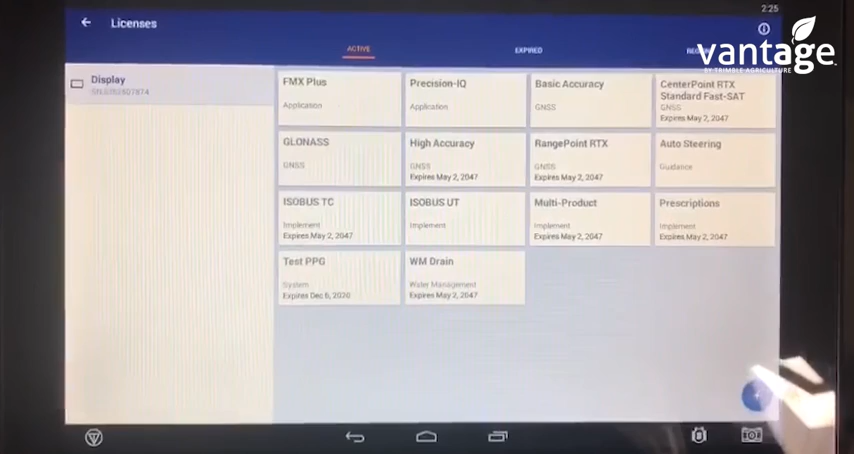 2:25
Licenses
ACTIVE
EXPIRED
vantage
BY TRIMBLE AGRICULTURE
Display
FMX Plus
Application
Precision-IQ
Application
Basic Accuracy
GNSS
CenterPoint RTX
Standard Fast-SAT
GNSS
Expires May 2, 2047
GLONASS
GNSS
High Accuracy
GNSS
Expires May 2, 2047
RangePoint RTX
GNSS
Expires May 2, 2047
Auto Steering
Guidance
ISOBUS TC
Implement
Expires May 2, 2047
ISOBUS UT
Implement
Multi-Product
Implement
Expires May 2, 2047
Prescriptions
Implement
Expires May 2, 2047
Test PPG
System
Expires Dec 6, 2020
WM Drain
Water Management
Expires May 2, 2047